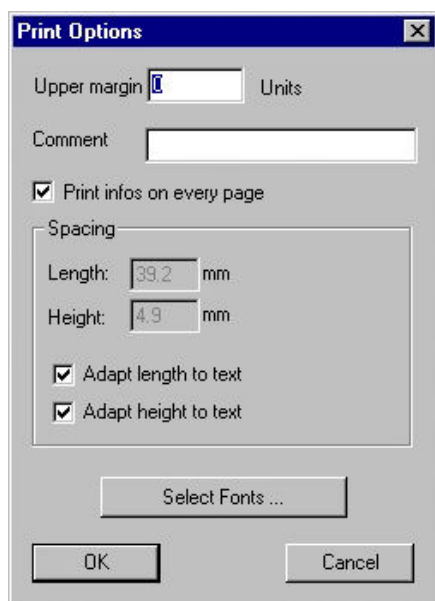 Print Options
Upper margin 0 Units
Comment
Print infos on every page
Spacing
Length: 39.2 mm
Height: 4.9 mm
Adapt length to text
Adapt height to text
Select Fonts ...
OK Cancel